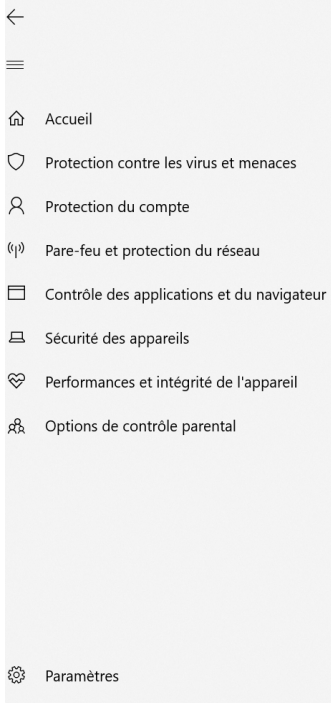 Accueil
Protection contre les virus et menaces
Protection du compte
Pare-feu et protection du réseau
Contrôle des applications et du navigateur
Sécurité des appareils
Performances et intégrité de l'appareil
Options de contrôle parental
Paramètres